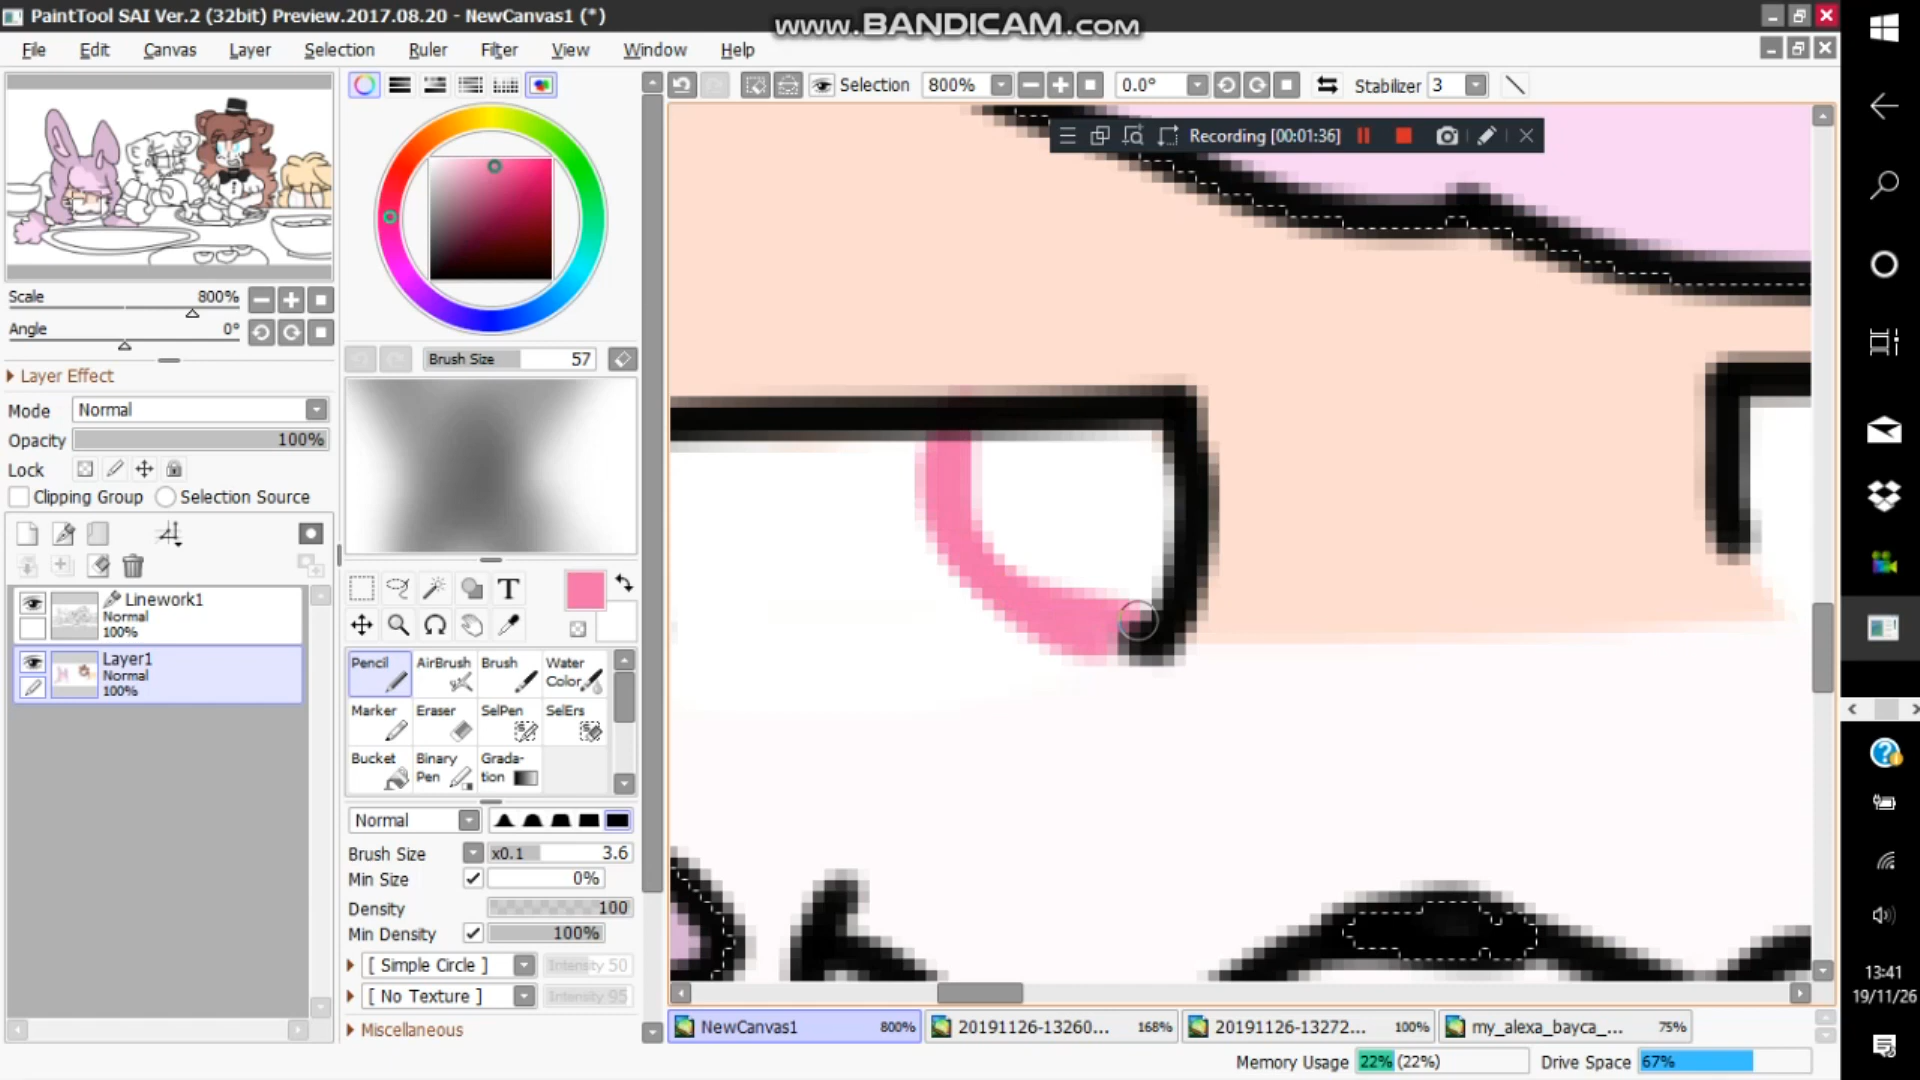 PaintTool SAI Ver.2 (32bit) Preview.2017.08.20 - NewCanvas1 (*)
www.BANDICAM.com
File Edit Canvas Layer Selection Ruler Filter View Window Help
Selection 800% 0.0° Stabilizer 3
Recording [00:01:36]
Scale 800%
Angle 0°
Layer Effect
Mode Normal
Opacity 100%
Lock
Clipping Group Selection Source
Linework1
Normal
100%
Layer1
Normal
100%
Brush Size 57
T
Pencil AirBrush Brush Water Color
Marker Eraser SelPen SelErs
Bucket Binary Pen Grada-tion
Normal
Brush Size x0.1 3.6
Min Size 0%
Density 100
Min Density 100%
[ Simple Circle ] Intensity 50
[ No Texture ] Intensity 95
Miscellaneous
NewCanvas1 800%
20191126-13260... 168%
20191126-13272... 100%
my_alexa_bayca_... 75%
Memory Usage 22% (22%) Drive Space 67%
13:41
19/11/26